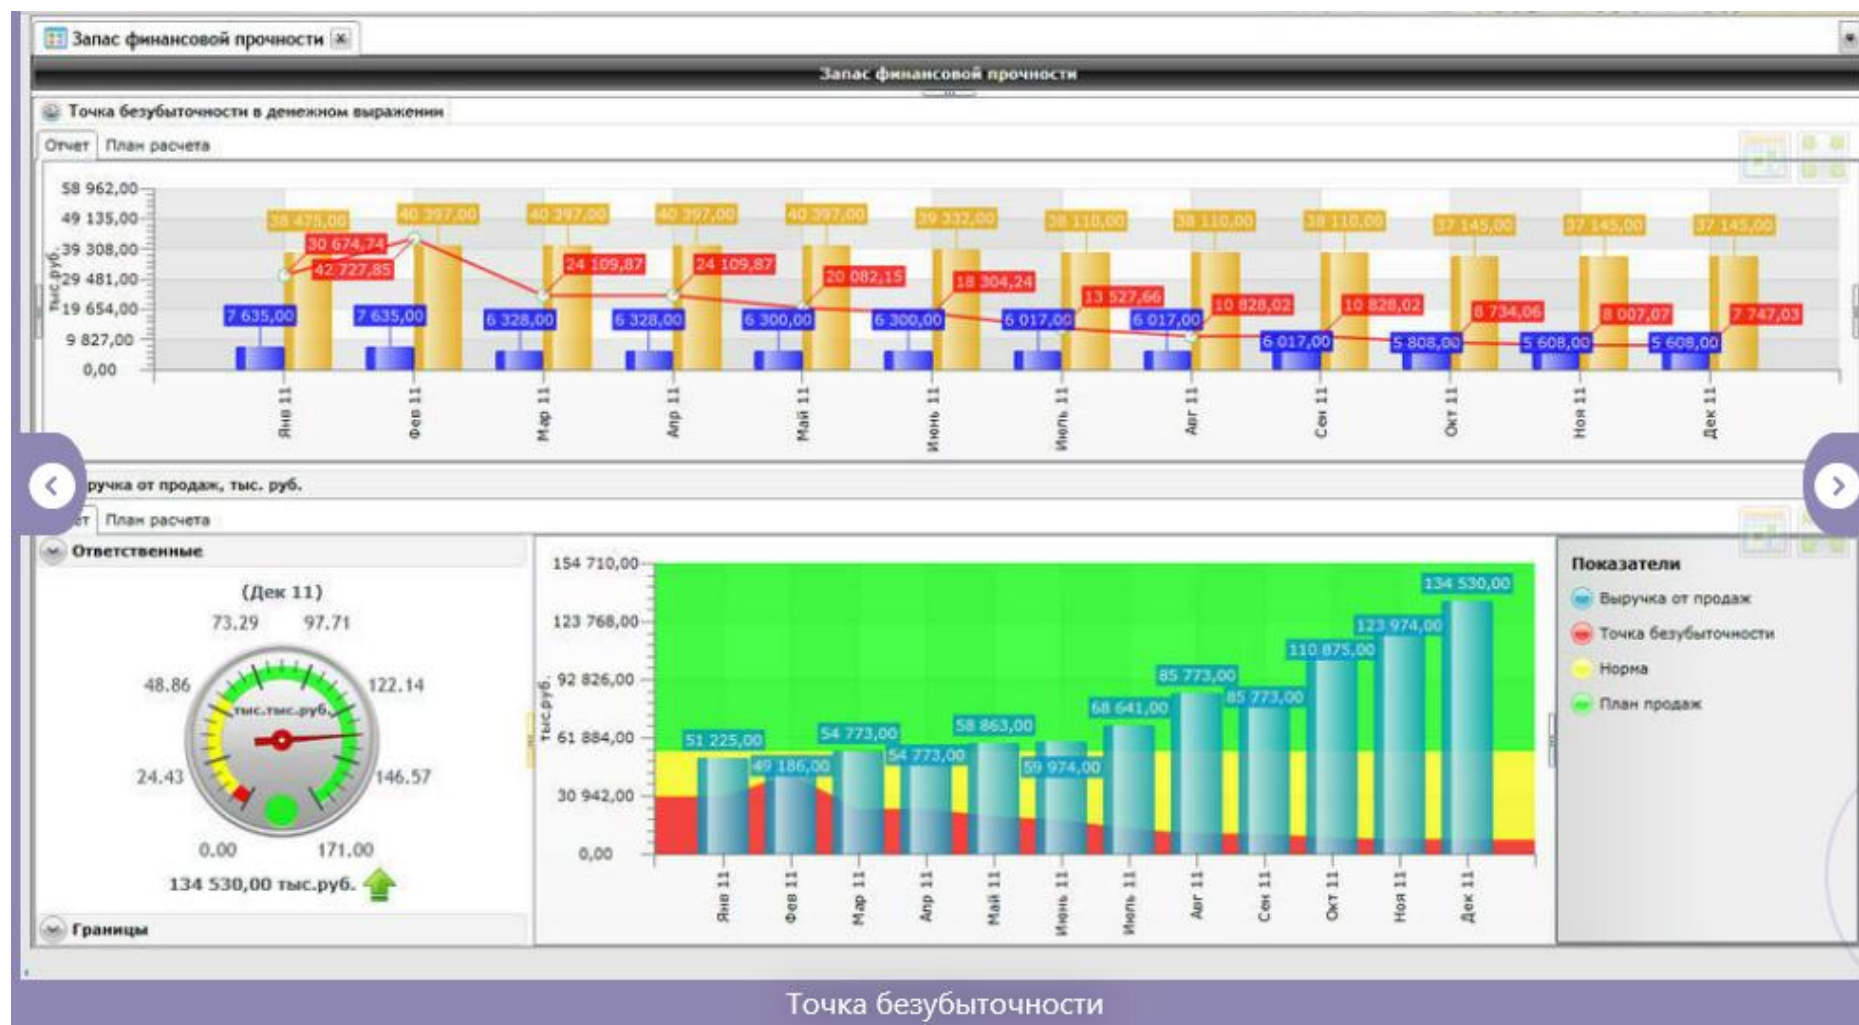 Запас финансовой прочности
Запас финансовой прочности
Точка безубыточности в денежном выражении
Отчет План расчета
тыс.руб.
58 962,00
49 135,00
39 308,00
29 481,00
19 654,00
9 827,00
0,00
38 475,00 40 397,00 40 397,00 40 397,00 40 397,00 39 332,00 38 110,00 38 110,00 38 110,00 37 145,00 37 145,00 37 145,00
30 674,74 42 727,85 24 109,87 24 109,87 20 082,15 18 304,24 13 527,66 10 828,02 10 828,02 8 734,06 8 007,07 7 747,03
7 635,00 7 635,00 6 328,00 6 328,00 6 300,00 6 300,00 6 017,00 6 017,00 6 017,00 5 808,00 5 608,00 5 608,00
Янв 11 Фев 11 Мар 11 Апр 11 Май 11 Июнь 11 Июль 11 Авг 11 Сен 11 Окт 11 Ноя 11 Дек 11
ручка от продаж, тыс. руб.
ет План расчета
Ответственные
(Дек 11)
73.29 97.71
48.86 122.14
тыс.тыс.руб.
24.43 146.57
0.00 171.00
134 530,00 тыс.руб.
Границы
тыс.руб.
154 710,00
123 768,00
92 826,00
61 884,00
30 942,00
0,00
51 225,00 49 186,00 54 773,00 54 773,00 58 863,00 59 974,00 68 641,00 85 773,00 85 773,00 110 875,00 123 974,00 134 530,00
Янв 11 Фев 11 Мар 11 Апр 11 Май 11 Июнь 11 Июль 11 Авг 11 Сен 11 Окт 11 Ноя 11 Дек 11
Показатели
Выручка от продаж
Точка безубыточности
Норма
План продаж
Точка безубыточности